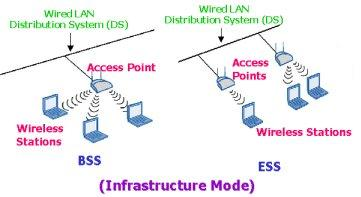 Wired LAN
Distribution System (DS)
Access Point
Wireless
Stations
BSS
Wired LAN
Distribution System (DS)
Access
Points
Wireless Stations
ESS
(Infrastructure Mode)